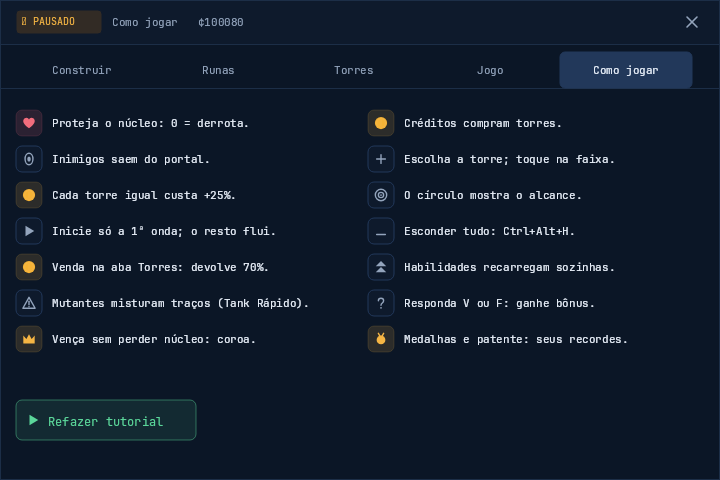 PAUSADO Como jogar ¢100080
Construir Runas Torres Jogo Como jogar
Proteja o núcleo: 0 = derrota.
Créditos compram torres.
Inimigos saem do portal.
Escolha a torre; toque na faixa.
Cada torre igual custa +25%.
O círculo mostra o alcance.
Inicie só a 1ª onda; o resto flui.
Esconder tudo: Ctrl+Alt+H.
Venda na aba Torres: devolve 70%.
Habilidades recarregam sozinhas.
Mutantes misturam traços (Tank Rápido).
Responda V ou F: ganhe bônus.
Vença sem perder núcleo: coroa.
Medalhas e patente: seus recordes.
Refazer tutorial